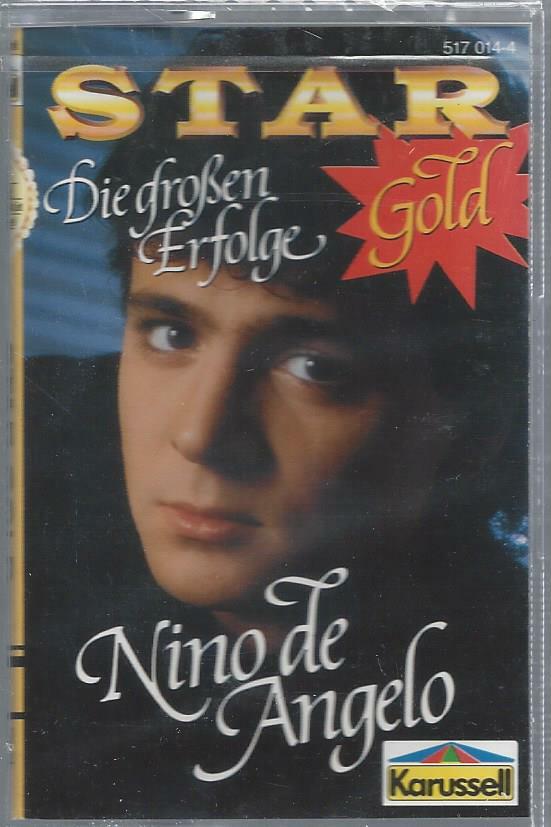 517 014-4
STAR
Die großen
Erfolge
Gold
Nino de
Angelo
Karussell